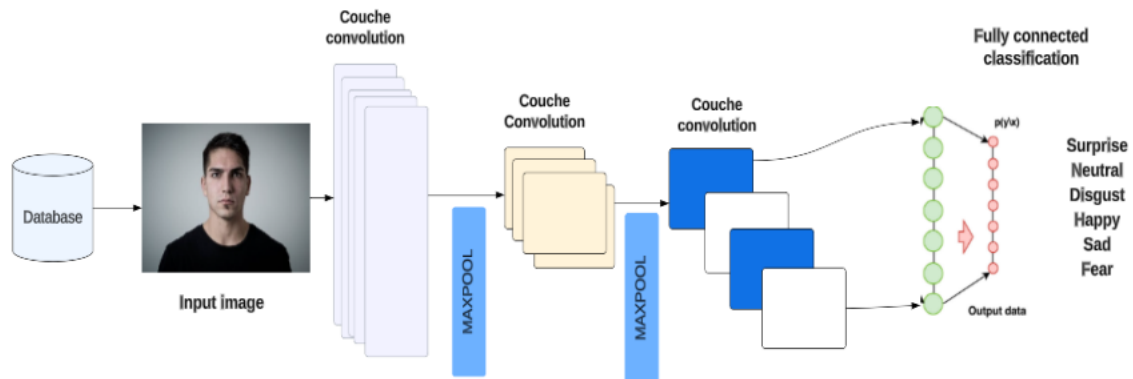 Couche
convolution
Fully connected
classification
Couche
Convolution
Couche
convolution
p(y\x)
Surprise
Neutral
Disgust
Happy
Sad
Fear
Database
MAXPOOL
MAXPOOL
Input image
Output data